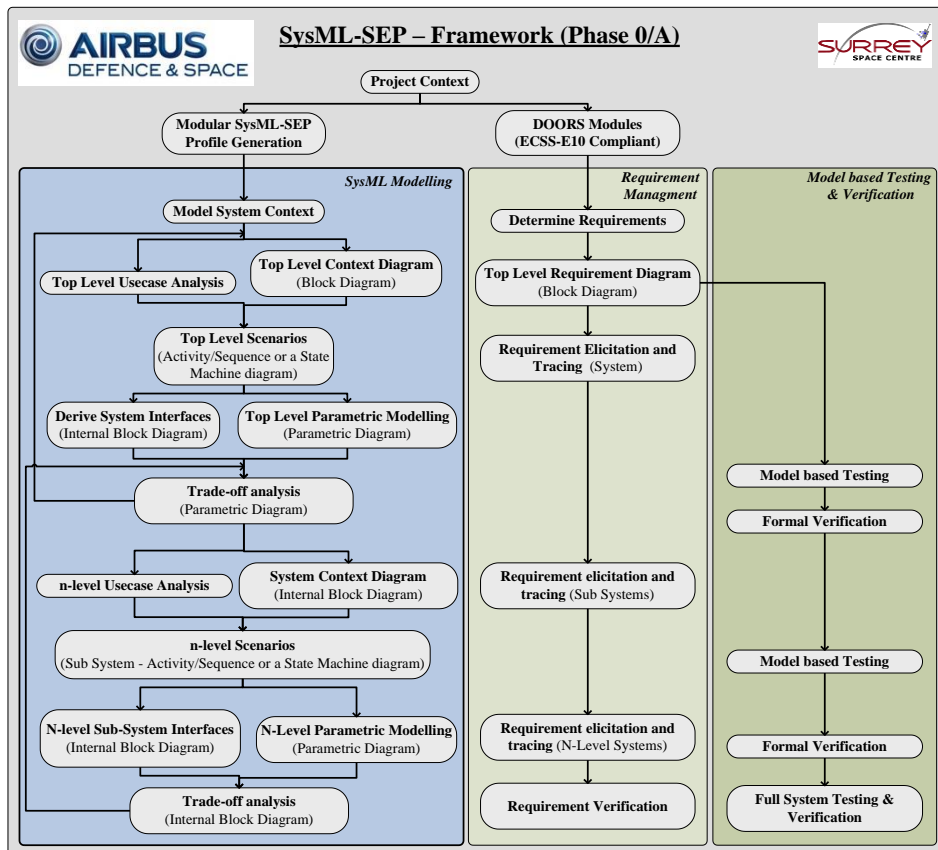 AIRBUS
DEFENCE & SPACE
SysML-SEP – Framework (Phase 0/A)
SURREY
SPACE CENTRE
Project Context
Modular SysML-SEP
Profile Generation
DOORS Modules
(ECSS-E10 Compliant)
SysML Modelling
Model System Context
Top Level Usecase Analysis
Top Level Context Diagram
(Block Diagram)
Top Level Scenarios
(Activity/Sequence or a State
Machine diagram)
Derive System Interfaces
(Internal Block Diagram)
Top Level Parametric Modelling
(Parametric Diagram)
Trade-off analysis
(Parametric Diagram)
n-level Usecase Analysis
System Context Diagram
(Internal Block Diagram)
n-level Scenarios
(Sub System - Activity/Sequence or a State Machine diagram)
N-level Sub-System Interfaces
(Internal Block Diagram)
N-Level Parametric Modelling
(Parametric Diagram)
Trade-off analysis
(Internal Block Diagram)
Requirement
Managment
Determine Requirements
Top Level Requirement Diagram
(Block Diagram)
Requirement Elicitation and
Tracing (System)
Requirement elicitation and
tracing (Sub Systems)
Requirement elicitation and
tracing (N-Level Systems)
Requirement Verification
Model based Testing
& Verification
Model based Testing
Formal Verification
Model based Testing
Formal Verification
Full System Testing &
Verification